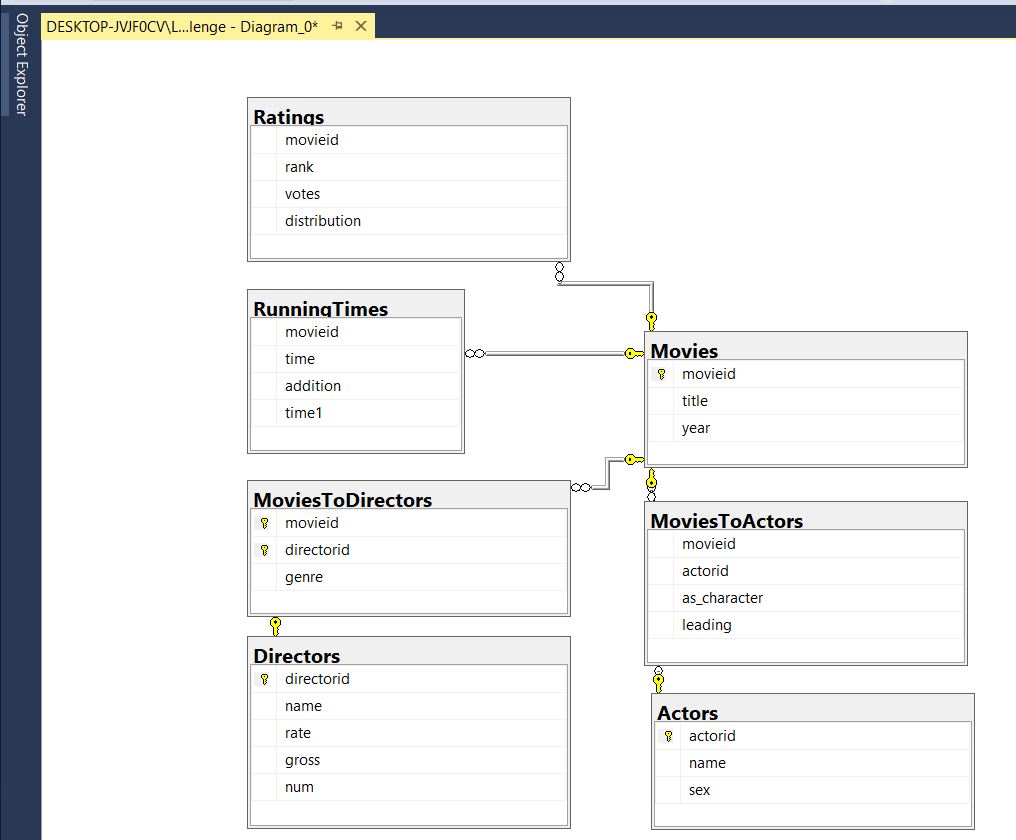 DESKTOP-JVJF0CV\L...lenge - Diagram_0*
Object Explorer
Ratings
movieid
rank
votes
distribution
RunningTimes
movieid
time
addition
time1
Movies
movieid
title
year
MoviesToDirectors
movieid
directorid
genre
MoviesToActors
movieid
actorid
as_character
leading
Directors
directorid
name
rate
gross
num
Actors
actorid
name
sex